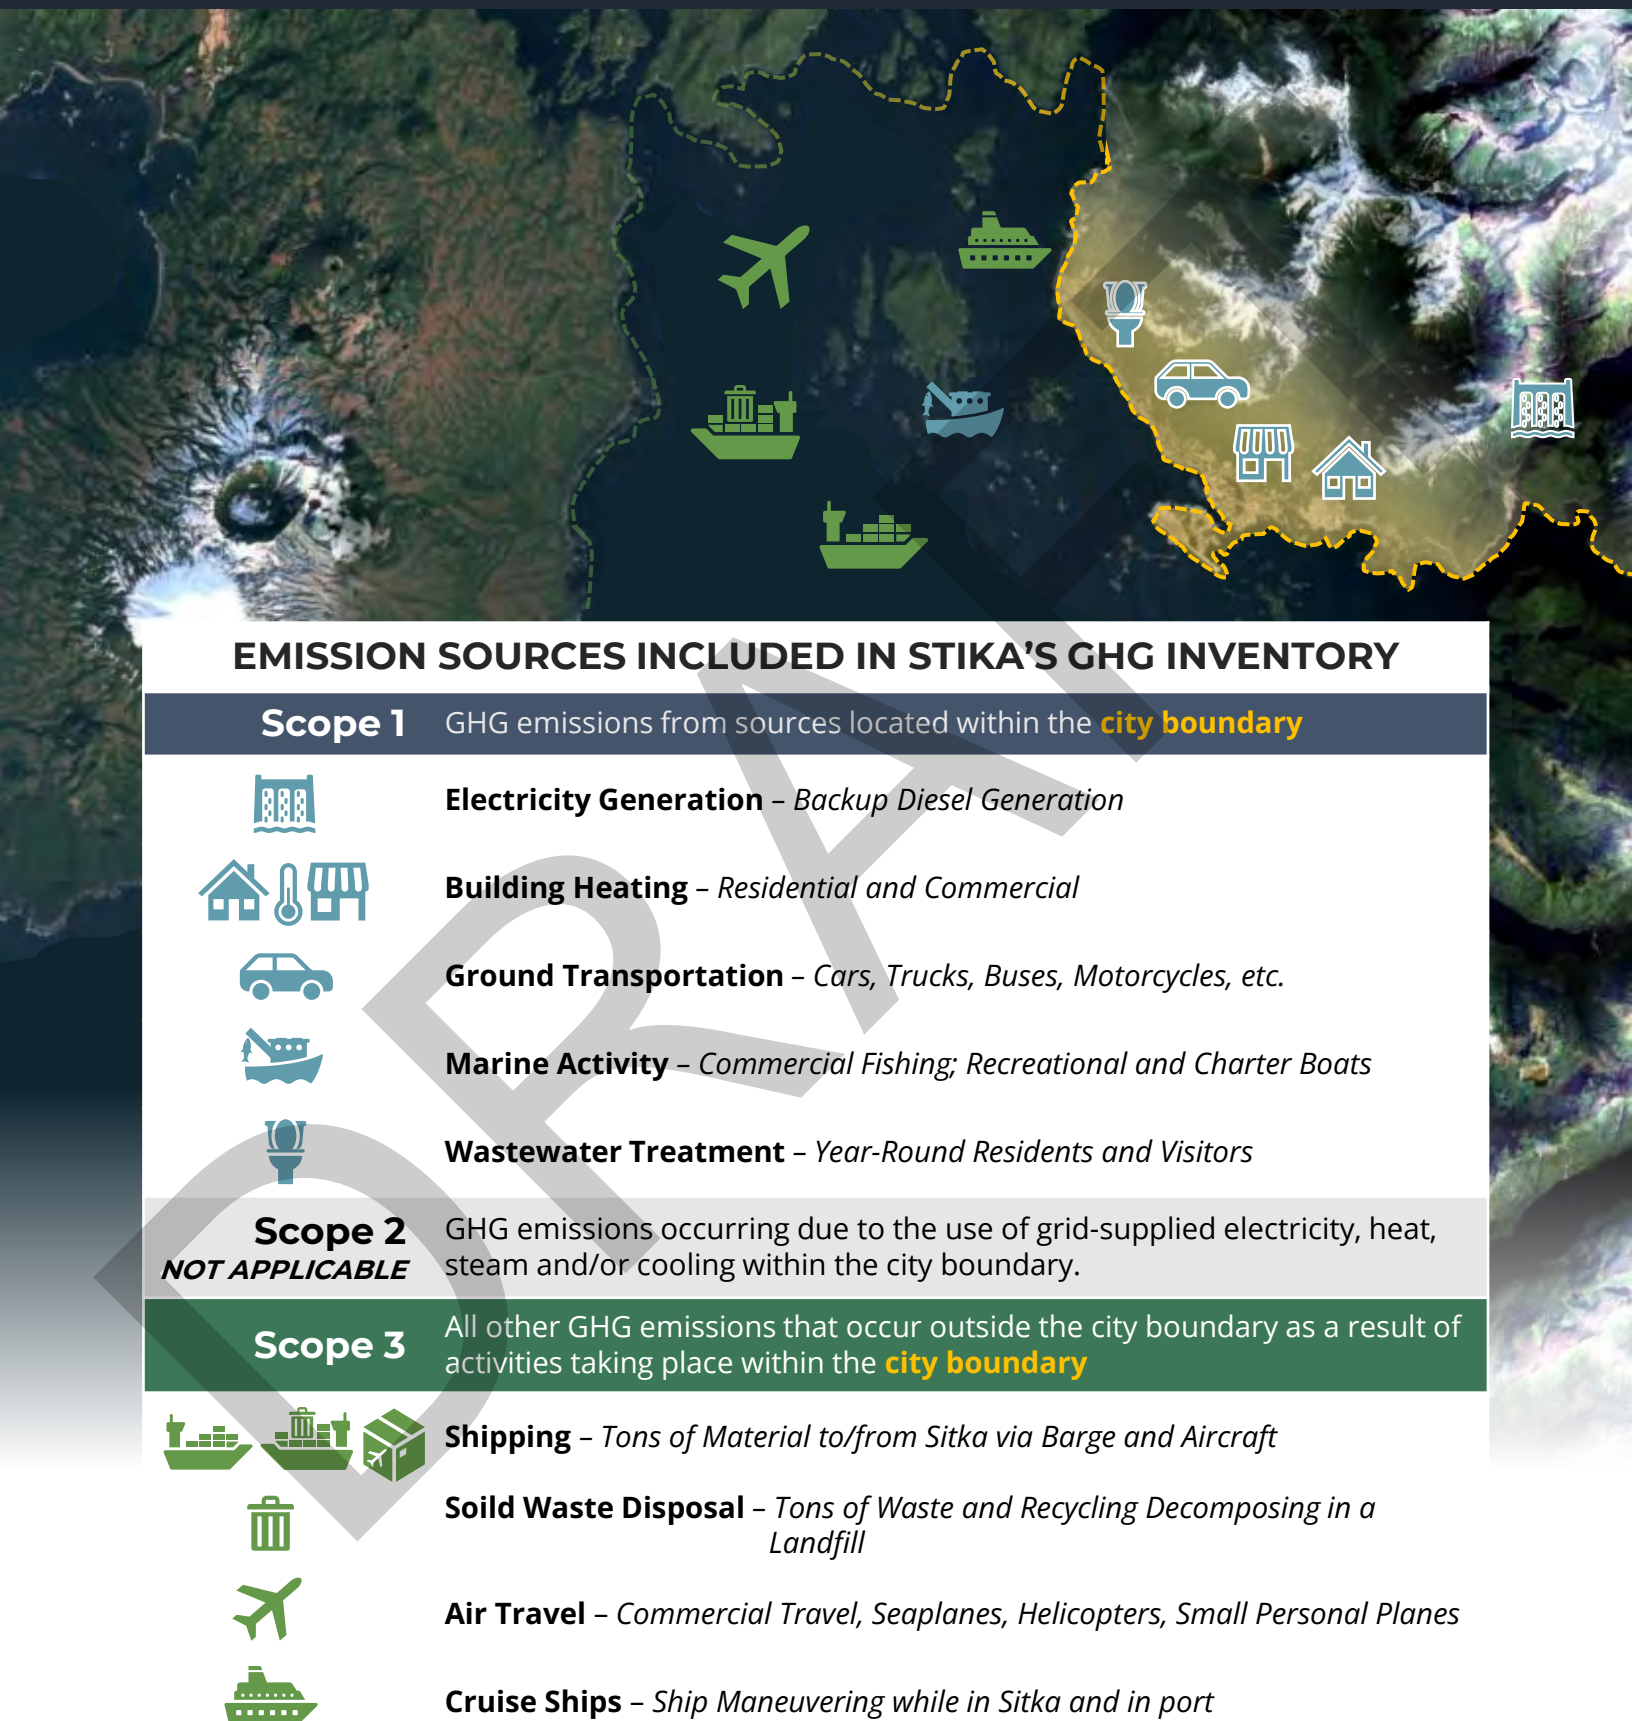 EMISSION SOURCES INCLUDED IN STIKA'S GHG INVENTORY
Scope 1 GHG emissions from sources located within the city boundary
Electricity Generation – Backup Diesel Generation
Building Heating – Residential and Commercial
Ground Transportation – Cars, Trucks, Buses, Motorcycles, etc.
Marine Activity – Commercial Fishing; Recreational and Charter Boats
Wastewater Treatment – Year-Round Residents and Visitors
Scope 2
NOT APPLICABLE
GHG emissions occurring due to the use of grid-supplied electricity, heat,
steam and/or cooling within the city boundary.
Scope 3
All other GHG emissions that occur outside the city boundary as a result of
activities taking place within the city boundary
Shipping – Tons of Material to/from Sitka via Barge and Aircraft
Soild Waste Disposal – Tons of Waste and Recycling Decomposing in a
Landfill
Air Travel – Commercial Travel, Seaplanes, Helicopters, Small Personal Planes
Cruise Ships – Ship Maneuvering while in Sitka and in port
DRAFT